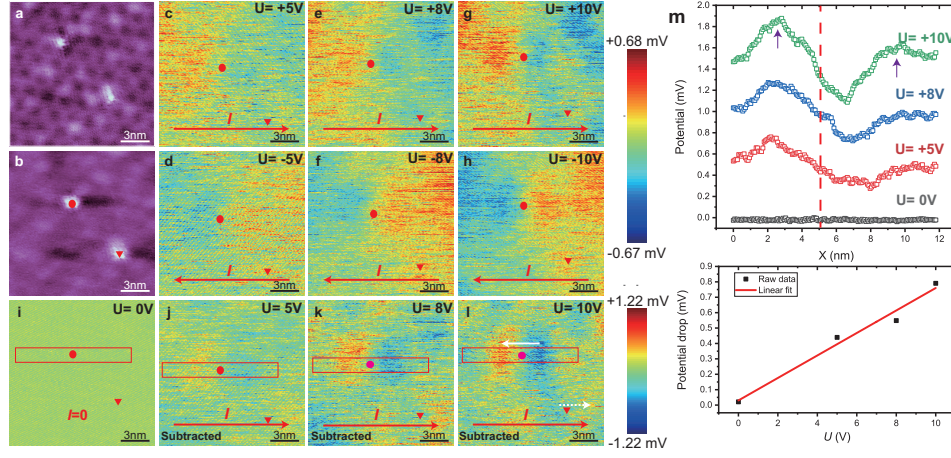 a
c
U= +5V
e
U= +8V
g
U= +10V
I
3nm
I
3nm
I
3nm
3nm
+0.68 mV
-0.67 mV
b
d
U= -5V
f
U= -8V
h
U= -10V
I
3nm
I
3nm
I
3nm
3nm
i
U= 0V
j
U= 5V
k
U= 8V
l
U= 10V
I=0
3nm
I
Subtracted
3nm
I
Subtracted
3nm
I
Subtracted
3nm
+1.22 mV
-1.22 mV
m
Potential (mV)
2.0
1.8
1.6
1.4
1.2
1.0
0.8
0.6
0.4
0.2
0.0
U= +10V
U= +8V
U= +5V
U= 0V
0
2
4
6
8
10
12
X (nm)
Potential drop (mV)
0.9
0.8
0.7
0.6
0.5
0.4
0.3
0.2
0.1
0.0
Raw data
Linear fit
0
2
4
6
8
10
U (V)